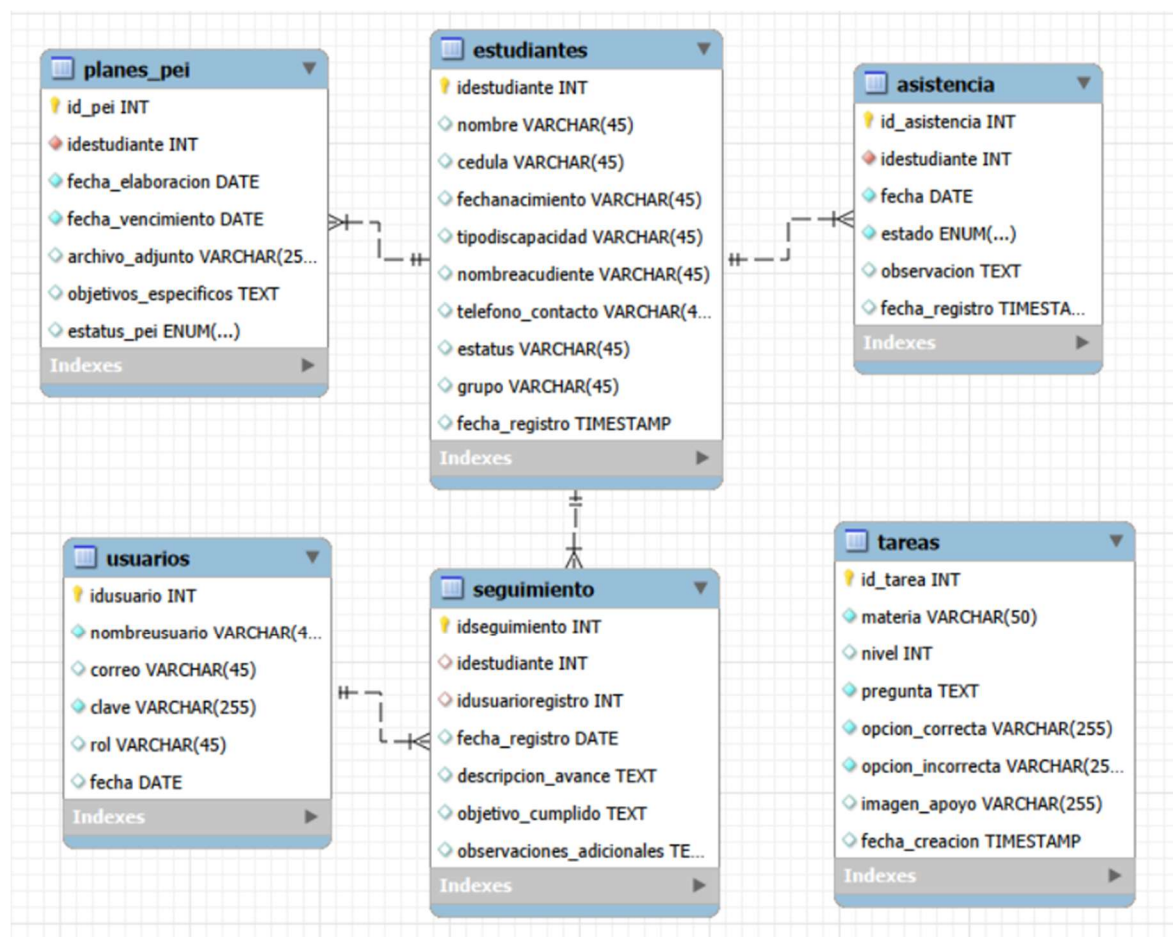 planes_pei
id_pei INT
idestudiante INT
fecha_elaboracion DATE
fecha_vencimiento DATE
archivo_adjunto VARCHAR(25...
objetivos_especificos TEXT
estatus_pei ENUM(...)
Indexes
estudiantes
idestudiante INT
nombre VARCHAR(45)
cedula VARCHAR(45)
fechanacimiento VARCHAR(45)
tipodiscapacidad VARCHAR(45)
nombreacudiente VARCHAR(45)
telefono_contacto VARCHAR(4...
estatus VARCHAR(45)
grupo VARCHAR(45)
fecha_registro TIMESTAMP
Indexes
asistencia
id_asistencia INT
idestudiante INT
fecha DATE
estado ENUM(...)
observacion TEXT
fecha_registro TIMESTA...
Indexes
usuarios
idusuario INT
nombreusuario VARCHAR(4...
correo VARCHAR(45)
clave VARCHAR(255)
rol VARCHAR(45)
fecha DATE
Indexes
seguimiento
idseguimiento INT
idestudiante INT
idusuarioregistro INT
fecha_registro DATE
descripcion_avance TEXT
objetivo_cumplido TEXT
observaciones_adicionales TE...
Indexes
tareas
id_tarea INT
materia VARCHAR(50)
nivel INT
pregunta TEXT
opcion_correcta VARCHAR(255)
opcion_incorrecta VARCHAR(25...
imagen_apoyo VARCHAR(255)
fecha_creacion TIMESTAMP
Indexes